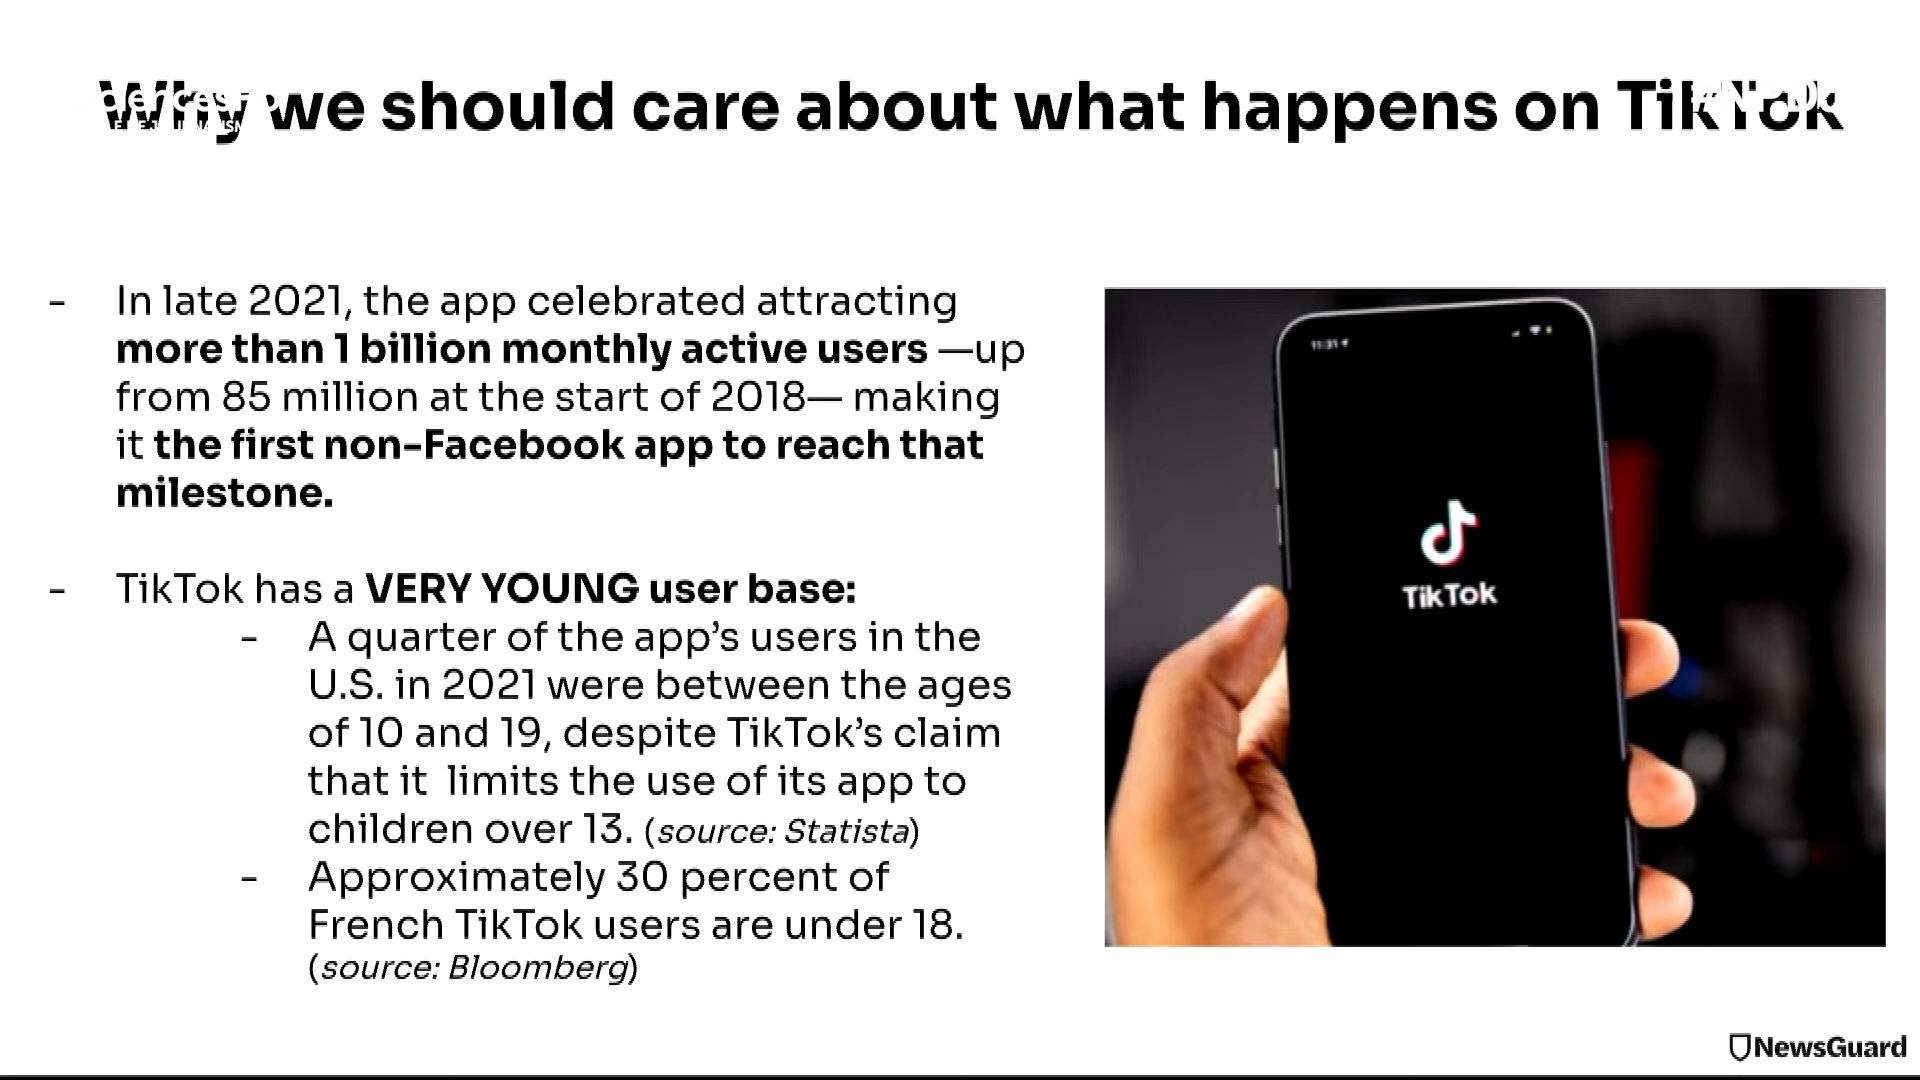 Why we should care about what happens on TikTok
- In late 2021, the app celebrated attracting
more than 1 billion monthly active users —up
from 85 million at the start of 2018— making
it the first non-Facebook app to reach that
milestone.
- TikTok has a VERY YOUNG user base:
- A quarter of the app’s users in the
U.S. in 2021 were between the ages
of 10 and 19, despite TikTok’s claim
that it limits the use of its app to
children over 13. (source: Statista)
- Approximately 30 percent of
French TikTok users are under 18.
(source: Bloomberg)
11:31
TikTok
NewsGuard